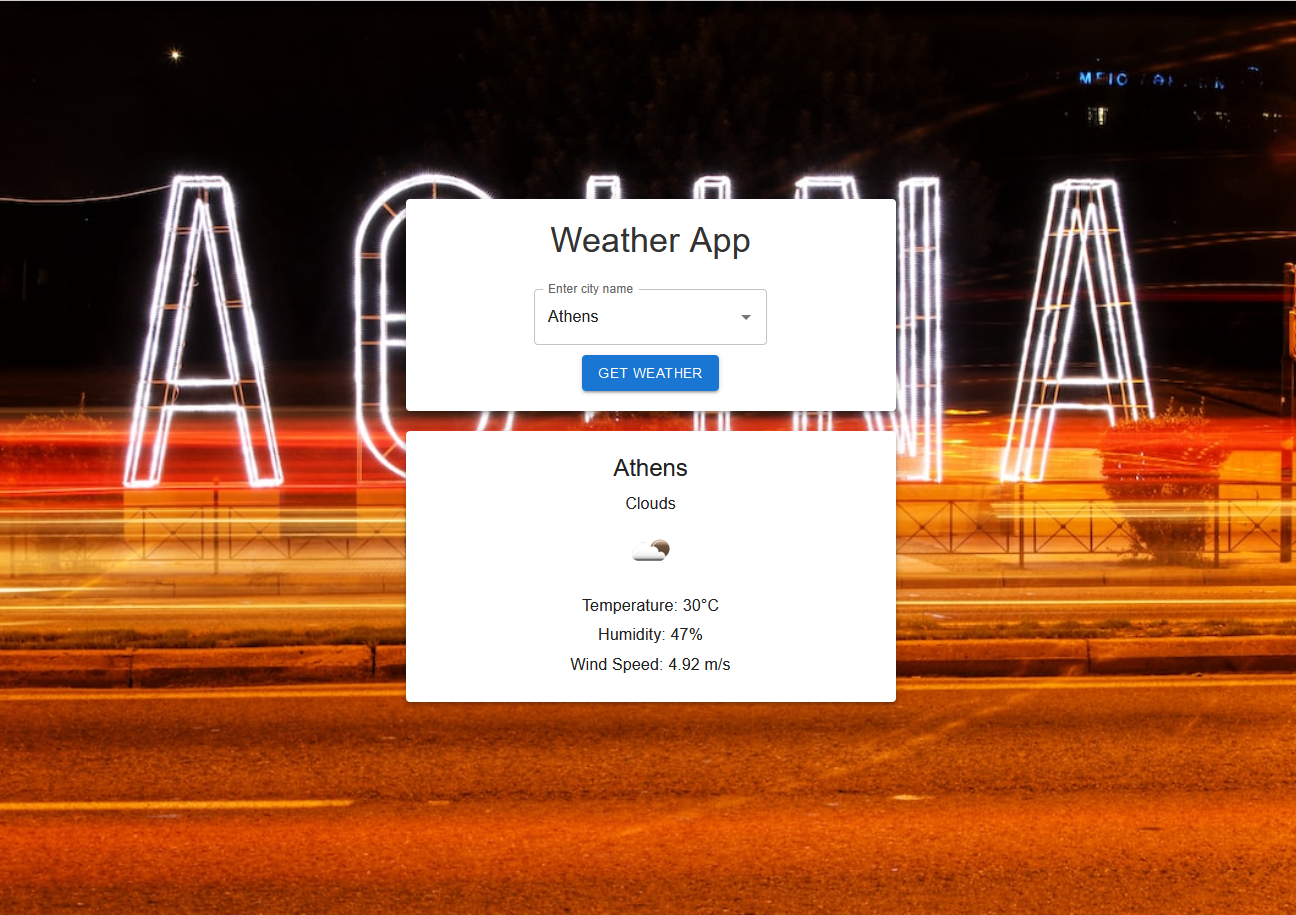 Weather App
Enter city name
Athens
GET WEATHER
Athens
Clouds
Temperature: 30°C
Humidity: 47%
Wind Speed: 4.92 m/s